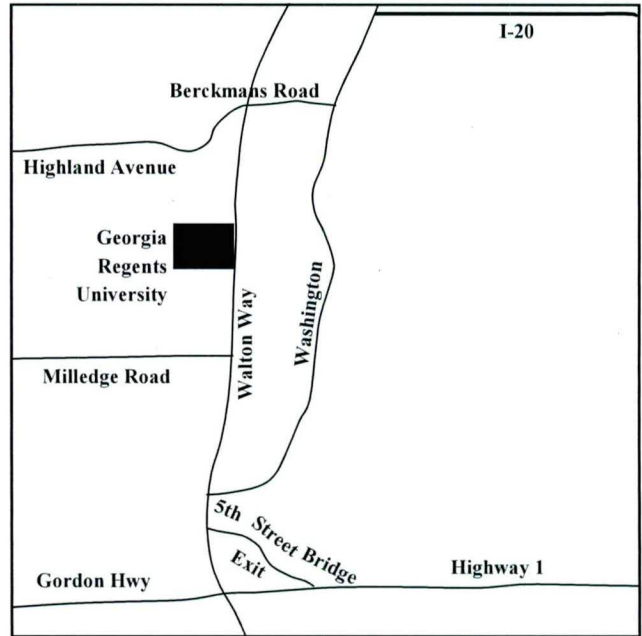 I-20
Berckmans Road
Highland Avenue
Georgia
Regents
University
Walton Way
Washington
Milledge Road
5th Street Bridge
Exit
Gordon Hwy
Highway 1